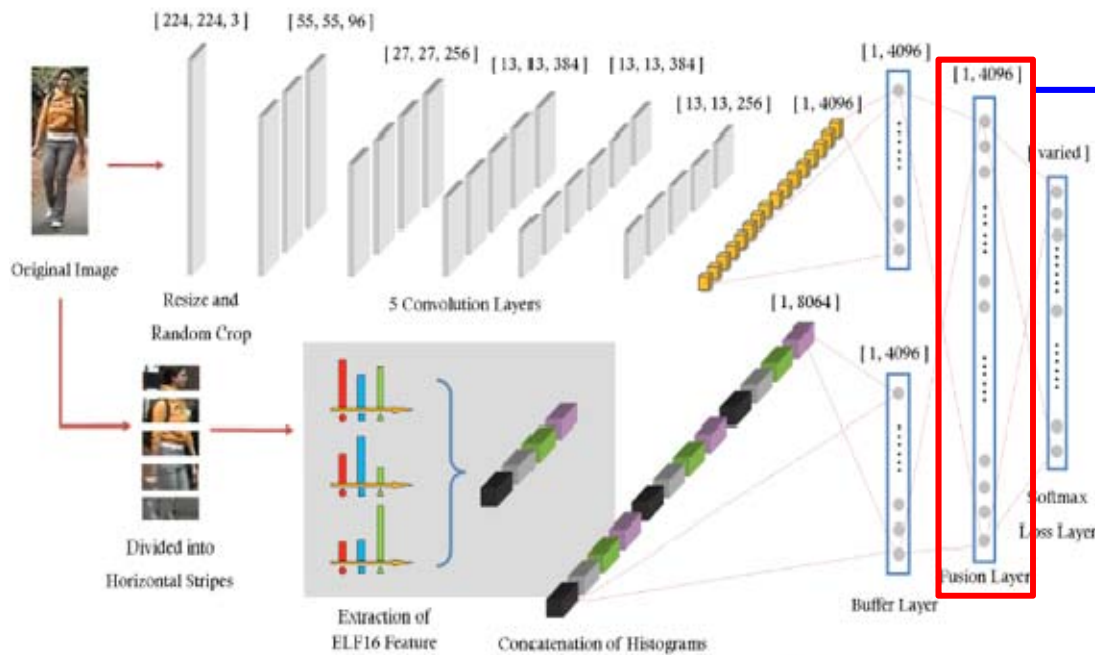 [ 224, 224, 3 ]
[ 55, 55, 96 ]
[ 27, 27, 256 ]
[ 13, 13, 384 ]
[ 13, 13, 384 ]
[ 13, 13, 256 ]
[ 1, 4096 ]
[ 1, 4096 ]
[ 1, 4096 ]
[ varied ]
Original Image
Resize and
Random Crop
5 Convolution Layers
[ 1, 8064 ]
[ 1, 4096 ]
Divided into
Horizontal Stripes
Extraction of
ELF16 Feature
Concatenation of Histograms
Buffer Layer
Fusion Layer
Softmax
Loss Layer